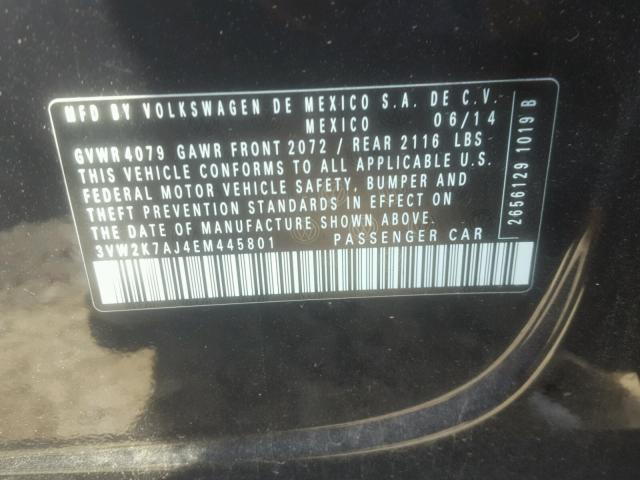 MFD BY VOLKSWAGEN DE MEXICO S.A. DE C.V.
MEXICO 06/14
GVWR 4079 GAWR FRONT 2072 / REAR 2116 LBS
THIS VEHICLE CONFORMS TO ALL APPLICABLE U.S.
FEDERAL MOTOR VEHICLE SAFETY, BUMPER AND
THEFT PREVENTION STANDARDS IN EFFECT ON
THE DATE OF MANUFACTURE SHOWN ABOVE.
3VW2K7AJ4EM445801 PASSENGER CAR
2656129 1019 B